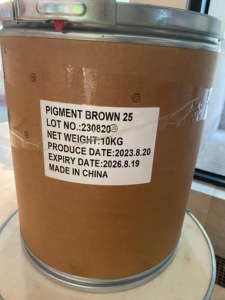 PIGMENT BROWN 25
LOT NO.:230820
NET WEIGHT:10KG
PRODUCE DATE:2023.8.20
EXPIRY DATE:2026.8.19
MADE IN CHINA